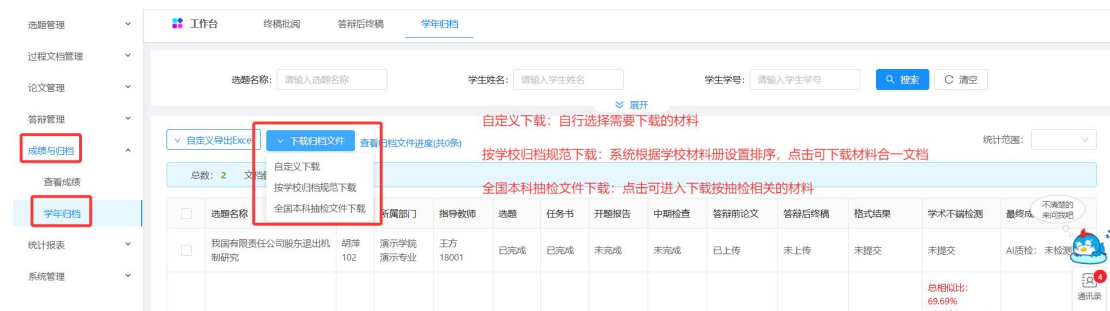 选题管理
过程文档管理
论文管理
答辩管理
成绩与归档
查看成绩
学年归档
统计报表
系统管理
工作台 终稿批阅 答辩后终稿 学年归档
选题名称: 请输入选题名称 学生姓名: 请输入学生姓名 学生学号: 请输入学生学号 搜索 清空
展开
自定义下载：自行选择需要下载的材料
自定义导出Excel 下载归档文件 查看归档文件进度(共0条) 统计范围:
按学校归档规范下载：系统根据学校材料册设置排序，点击可下载材料合一文档
总数: 2
自定义下载
按学校归档规范下载
全国本科抽检文件下载
全国本科抽检文件下载：点击可进入下载按抽检相关的材料
选题名称 所属部门 指导教师 选题 任务书 开题报告 中期检查 答辩前论文 答辩后终稿 格式结果 学术不端检测
不清楚的
来问我吧
我国有限责任公司股东退出机 胡萍 演示学院 王方 已完成 已完成 未完成 未完成 已上传 未上传 未提交 未提交 AI质检: 未检测
制研究 102 演示专业 18001
4
通讯录
总相似比:
69.69%